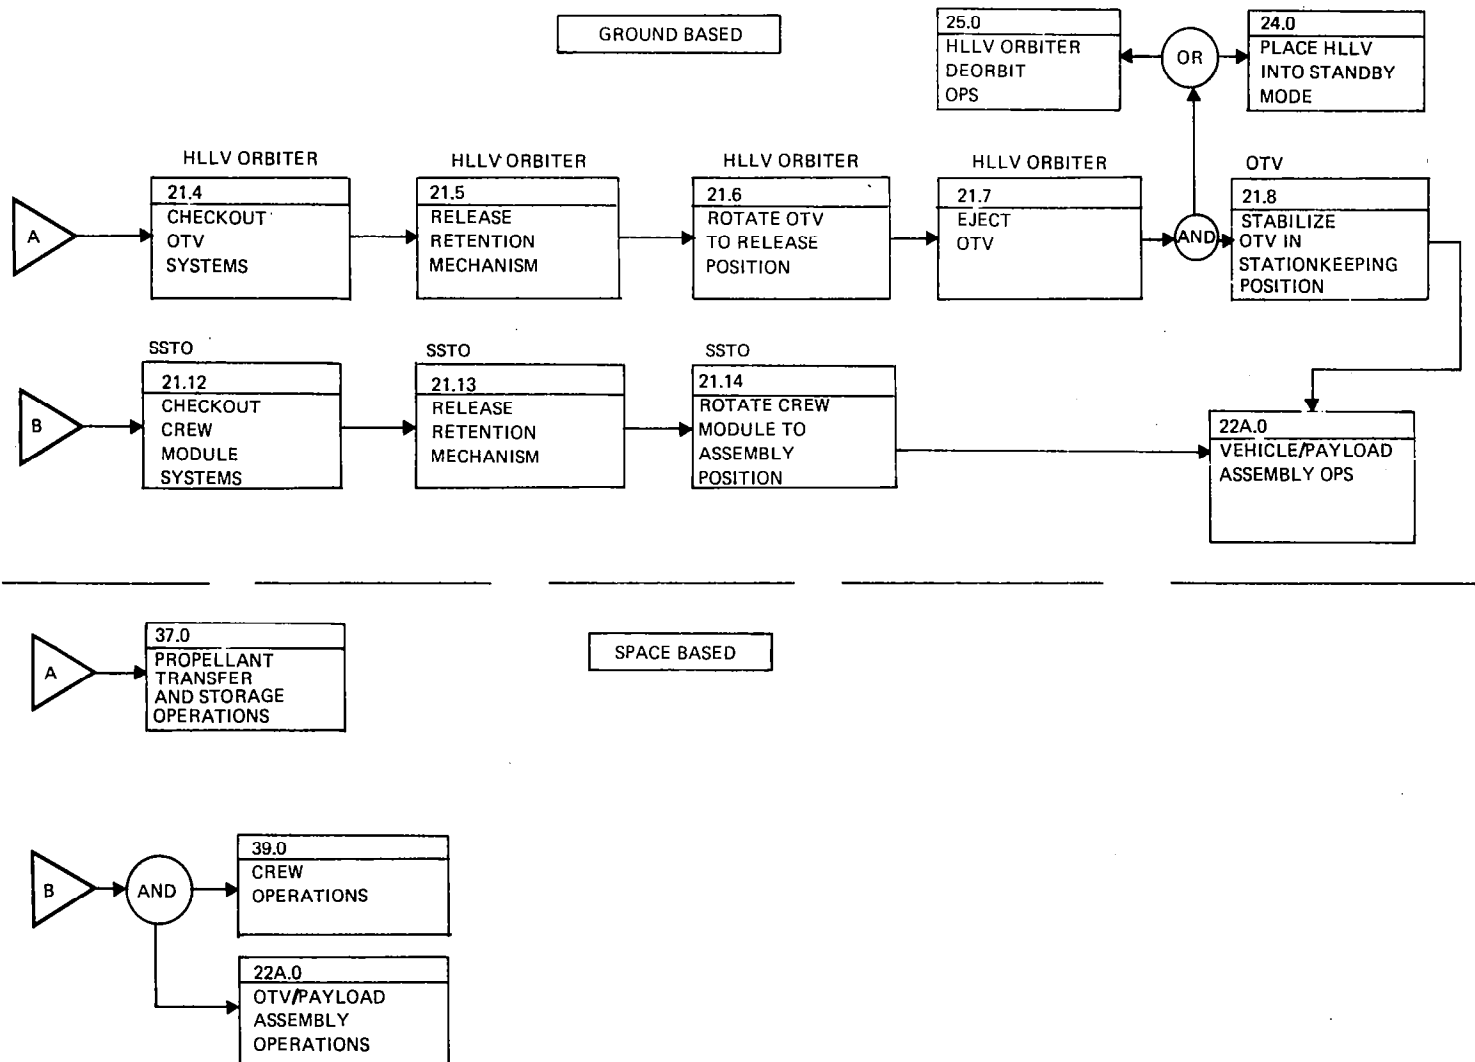 GROUND BASED
25.0
HLLV ORBITER
DEORBIT
OPS
OR
24.0
PLACE HLLV
INTO STANDBY
MODE
HLLV ORBITER
HLLV ORBITER
HLLV ORBITER
HLLV ORBITER
OTV
A
21.4
CHECKOUT
OTV
SYSTEMS
21.5
RELEASE
RETENTION
MECHANISM
21.6
ROTATE OTV
TO RELEASE
POSITION
21.7
EJECT
OTV
AND
21.8
STABILIZE
OTV IN
STATIONKEEPING
POSITION
SSTO
SSTO
SSTO
B
21.12
CHECKOUT
CREW
MODULE
SYSTEMS
21.13
RELEASE
RETENTION
MECHANISM
21.14
ROTATE CREW
MODULE TO
ASSEMBLY
POSITION
22A.0
VEHICLE/PAYLOAD
ASSEMBLY OPS
SPACE BASED
A
37.0
PROPELLANT
TRANSFER
AND STORAGE
OPERATIONS
B
AND
39.0
CREW
OPERATIONS
22A.0
OTV/PAYLOAD
ASSEMBLY
OPERATIONS